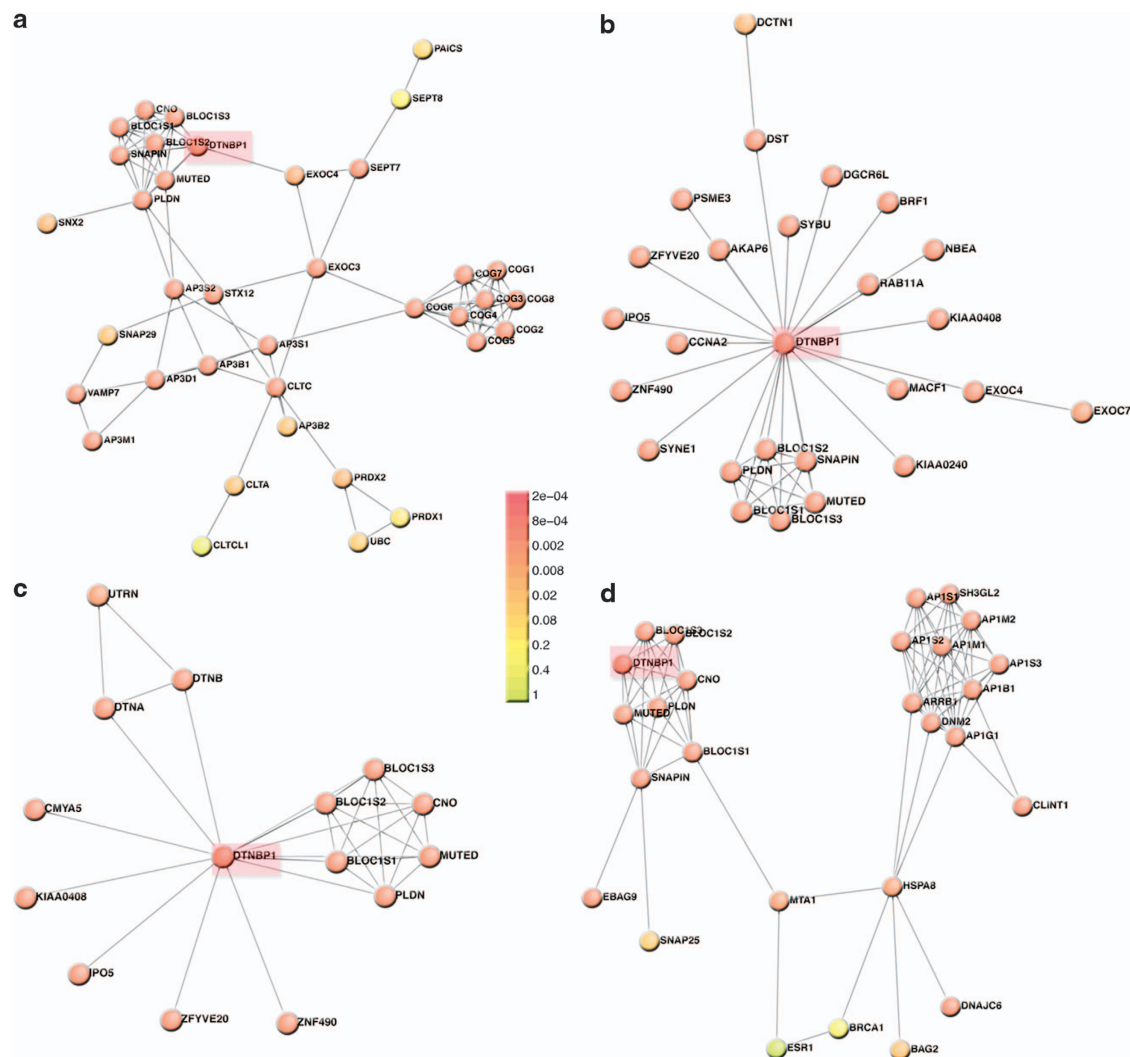 a
PAICS
SEPT8
CNO
BLOC1S3
BLOC1S1
BLOC1S2
DTNBP1
SNAPIN
MUTED
EXOC4
SEPT7
PLDN
SNX2
EXOC3
COG7
COG1
AP3S2
STX12
COG3
COG8
COG6
COG4
COG2
COG5
SNAP29
AP3S1
AP3B1
AP3D1
CLTC
VAMP7
AP3B2
AP3M1
PRDX2
CLTA
PRDX1
UBC
CLTCL1
b
DCTN1
DST
DGCR6L
PSME3
BRF1
SYBU
AKAP6
NBEA
ZFYVE20
RAB11A
IPO5
KIAA0408
CCNA2
DTNBP1
ZNF490
MACF1
EXOC4
EXOC7
SYNE1
BLOC1S2
SNAPIN
PLDN
KIAA0240
MUTED
BLOC1S1
BLOC1S3
2e-04
8e-04
0.002
0.008
0.02
0.08
0.4
1
c
UTRN
DTNB
DTNA
BLOC1S3
BLOC1S2
CNO
CMYA5
DTNBP1
BLOC1S1
MUTED
PLDN
KIAA0408
IPO5
ZFYVE20
ZNF490
d
AP1S1
SH3GL2
AP1M2
BLOC1S3
BLOC1S2
AP1S2
AP1M1
DTNBP1
AP1S3
CNO
AP1B1
ARRB1
MUTED
PLDN
DNM2
AP1G1
BLOC1S1
SNAPIN
CLINT1
HSPA8
EBAG9
MTA1
SNAP25
DNAJC6
BRCA1
ESR1
BAG2